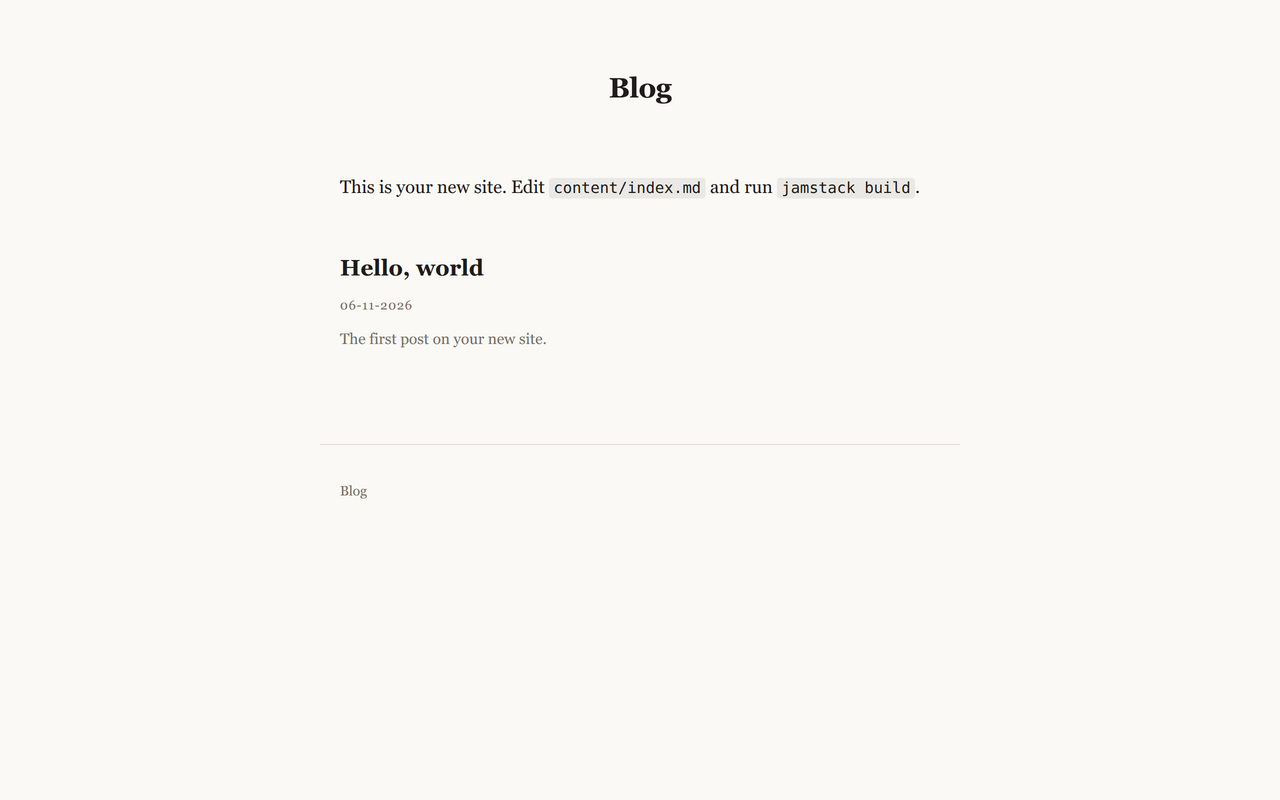 Blog
This is your new site. Edit content/index.md and run jamstack build.
Hello, world
06-11-2026
The first post on your new site.
Blog